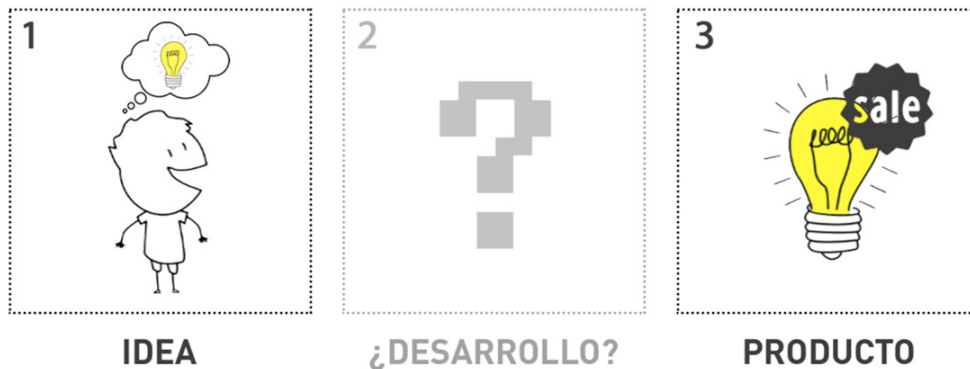 1
2
3
sale
IDEA
¿DESARROLLO?
PRODUCTO